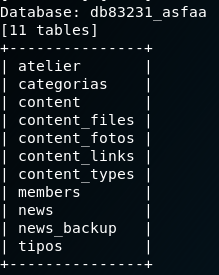 Database: db83231_asfaa
[11 tables]
+---------------+
| atelier       |
| categorias    |
| content       |
| content_files |
| content_fotos |
| content_links |
| content_types |
| members       |
| news          |
| news_backup   |
| tipos         |
+---------------+